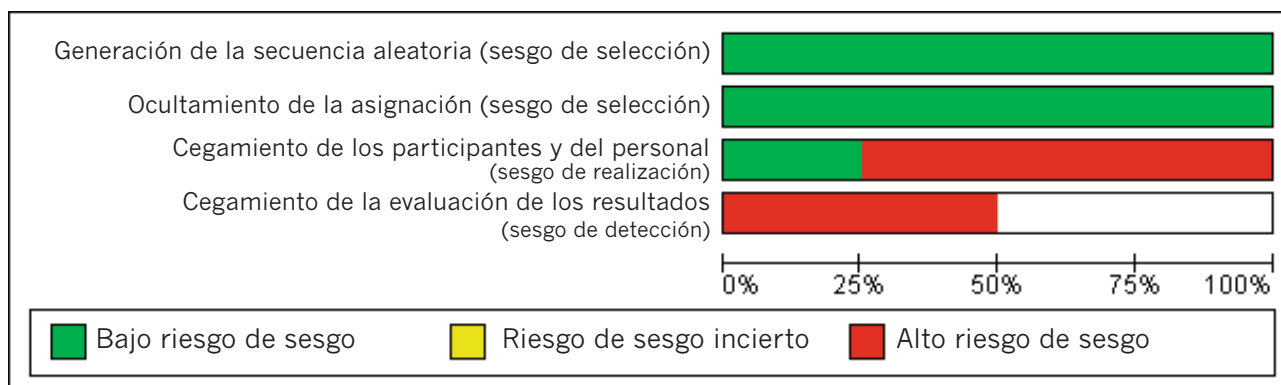 Generación de la secuencia aleatoria (sesgo de selección)
Ocultamiento de la asignación (sesgo de selección)
Cegamiento de los participantes y del personal
(sesgo de realización)
Cegamiento de la evaluación de los resultados
(sesgo de detección)
0% 25% 50% 75% 100%
Bajo riesgo de sesgo Riesgo de sesgo incierto Alto riesgo de sesgo